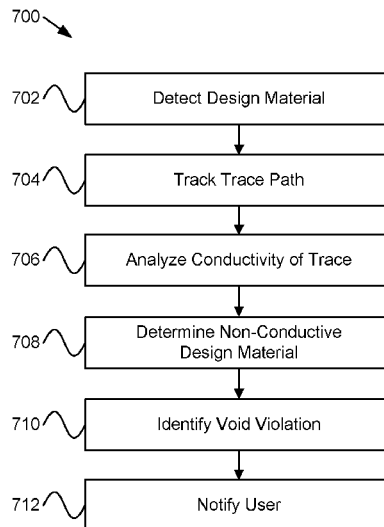 700
702 Detect Design Material
704 Track Trace Path
706 Analyze Conductivity of Trace
708 Determine Non-Conductive
Design Material
710 Identify Void Violation
712 Notify User